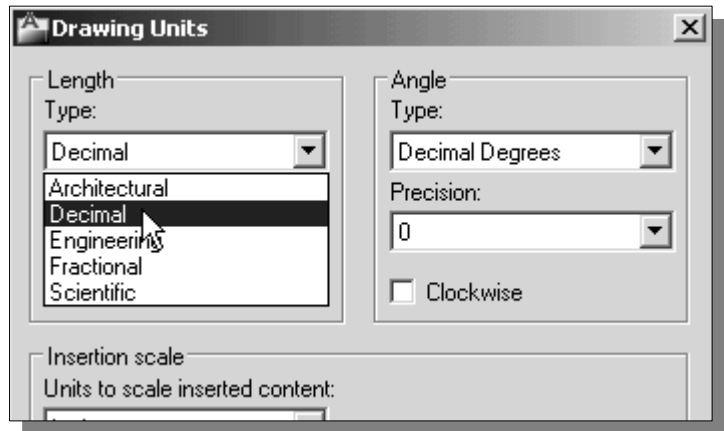 Drawing Units
Length
Type:
Decimal
Architectural
Decimal
Engineering
Fractional
Scientific
Angle
Type:
Decimal Degrees
Precision:
0
Clockwise
Insertion scale
Units to scale inserted content: